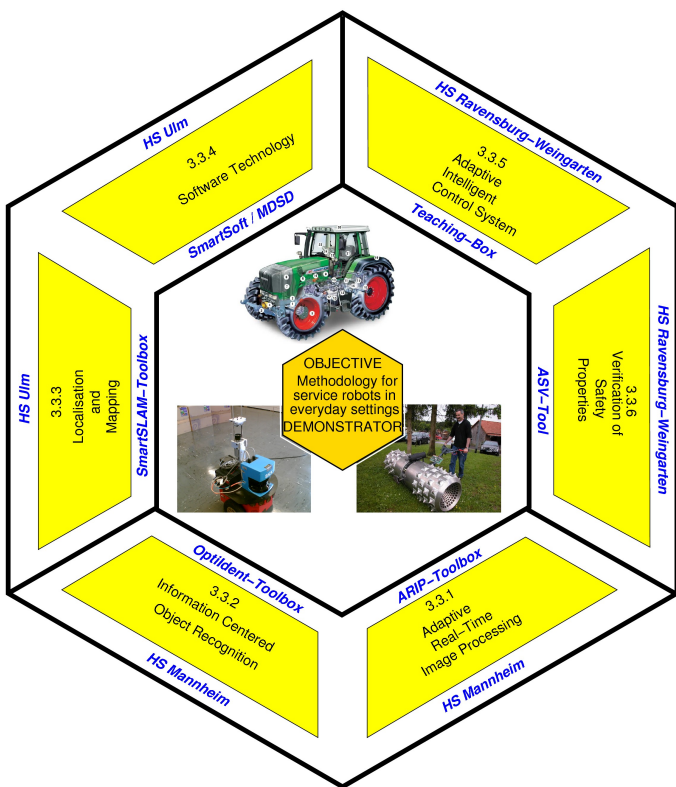 HS Ulm
3.3.4
Software Technology
SmartSoft / MDSD
HS Ravensburg–Weingarten
3.3.5
Adaptive
Intelligent
Control System
Teaching–Box
HS Ulm
3.3.3
Localisation
and
Mapping
SmartSLAM–Toolbox
OBJECTIVE
Methodology for
service robots in
everyday settings
DEMONSTRATOR
ASV–Tool
3.3.6
Verification of
Safety
Properties
HS Ravensburg–Weingarten
OptiIdent–Toolbox
3.3.2
Information Centered
Object Recognition
HS Mannheim
ARIP–Toolbox
3.3.1
Adaptive
Real–Time
Image Processing
HS Mannheim